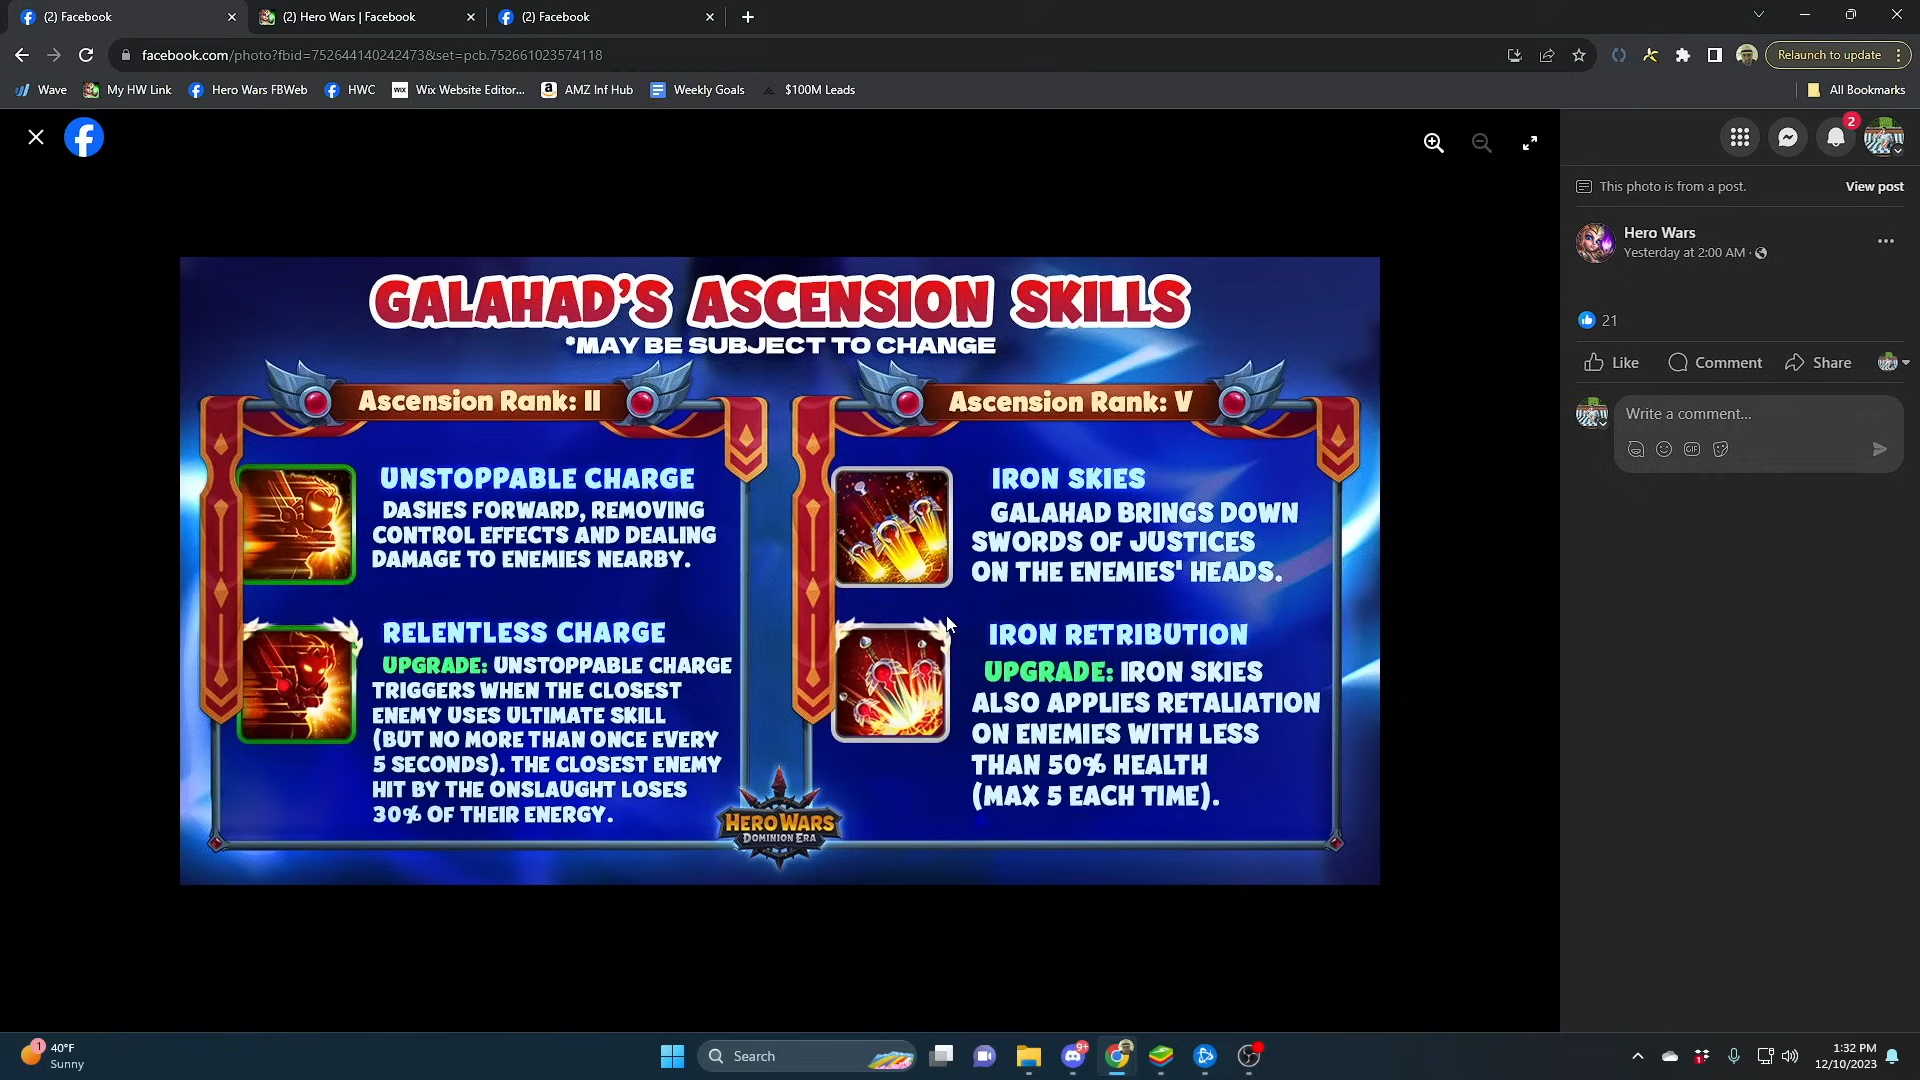 (2) Facebook
(2) Hero Wars | Facebook
(2) Facebook
facebook.com/photo?fbid=752644140242473&set=pcb.752661023574118
Relaunch to update
Wave
My HW Link
Hero Wars FBWeb
HWC
WIX
Wix Website Editor...
AMZ Inf Hub
Weekly Goals
$100M Leads
All Bookmarks
2
This photo is from a post.
View post
Hero Wars
Yesterday at 2:00 AM ·
21
Like
Comment
Share
Write a comment...
GIF
GALAHAD'S ASCENSION SKILLS
*MAY BE SUBJECT TO CHANGE
Ascension Rank: II
UNSTOPPABLE CHARGE
DASHES FORWARD, REMOVING
CONTROL EFFECTS AND DEALING
DAMAGE TO ENEMIES NEARBY.
RELENTLESS CHARGE
UPGRADE: UNSTOPPABLE CHARGE
TRIGGERS WHEN THE CLOSEST
ENEMY USES ULTIMATE SKILL
(BUT NO MORE THAN ONCE EVERY
5 SECONDS). THE CLOSEST ENEMY
HIT BY THE ONSLAUGHT LOSES
30% OF THEIR ENERGY.
Ascension Rank: V
IRON SKIES
GALAHAD BRINGS DOWN
SWORDS OF JUSTICES
ON THE ENEMIES' HEADS.
IRON RETRIBUTION
UPGRADE: IRON SKIES
ALSO APPLIES RETALIATION
ON ENEMIES WITH LESS
THAN 50% HEALTH
(MAX 5 EACH TIME).
HERO WARS
DOMINION ERA
1
40°F
Sunny
Search
9+
1:32 PM
12/10/2023